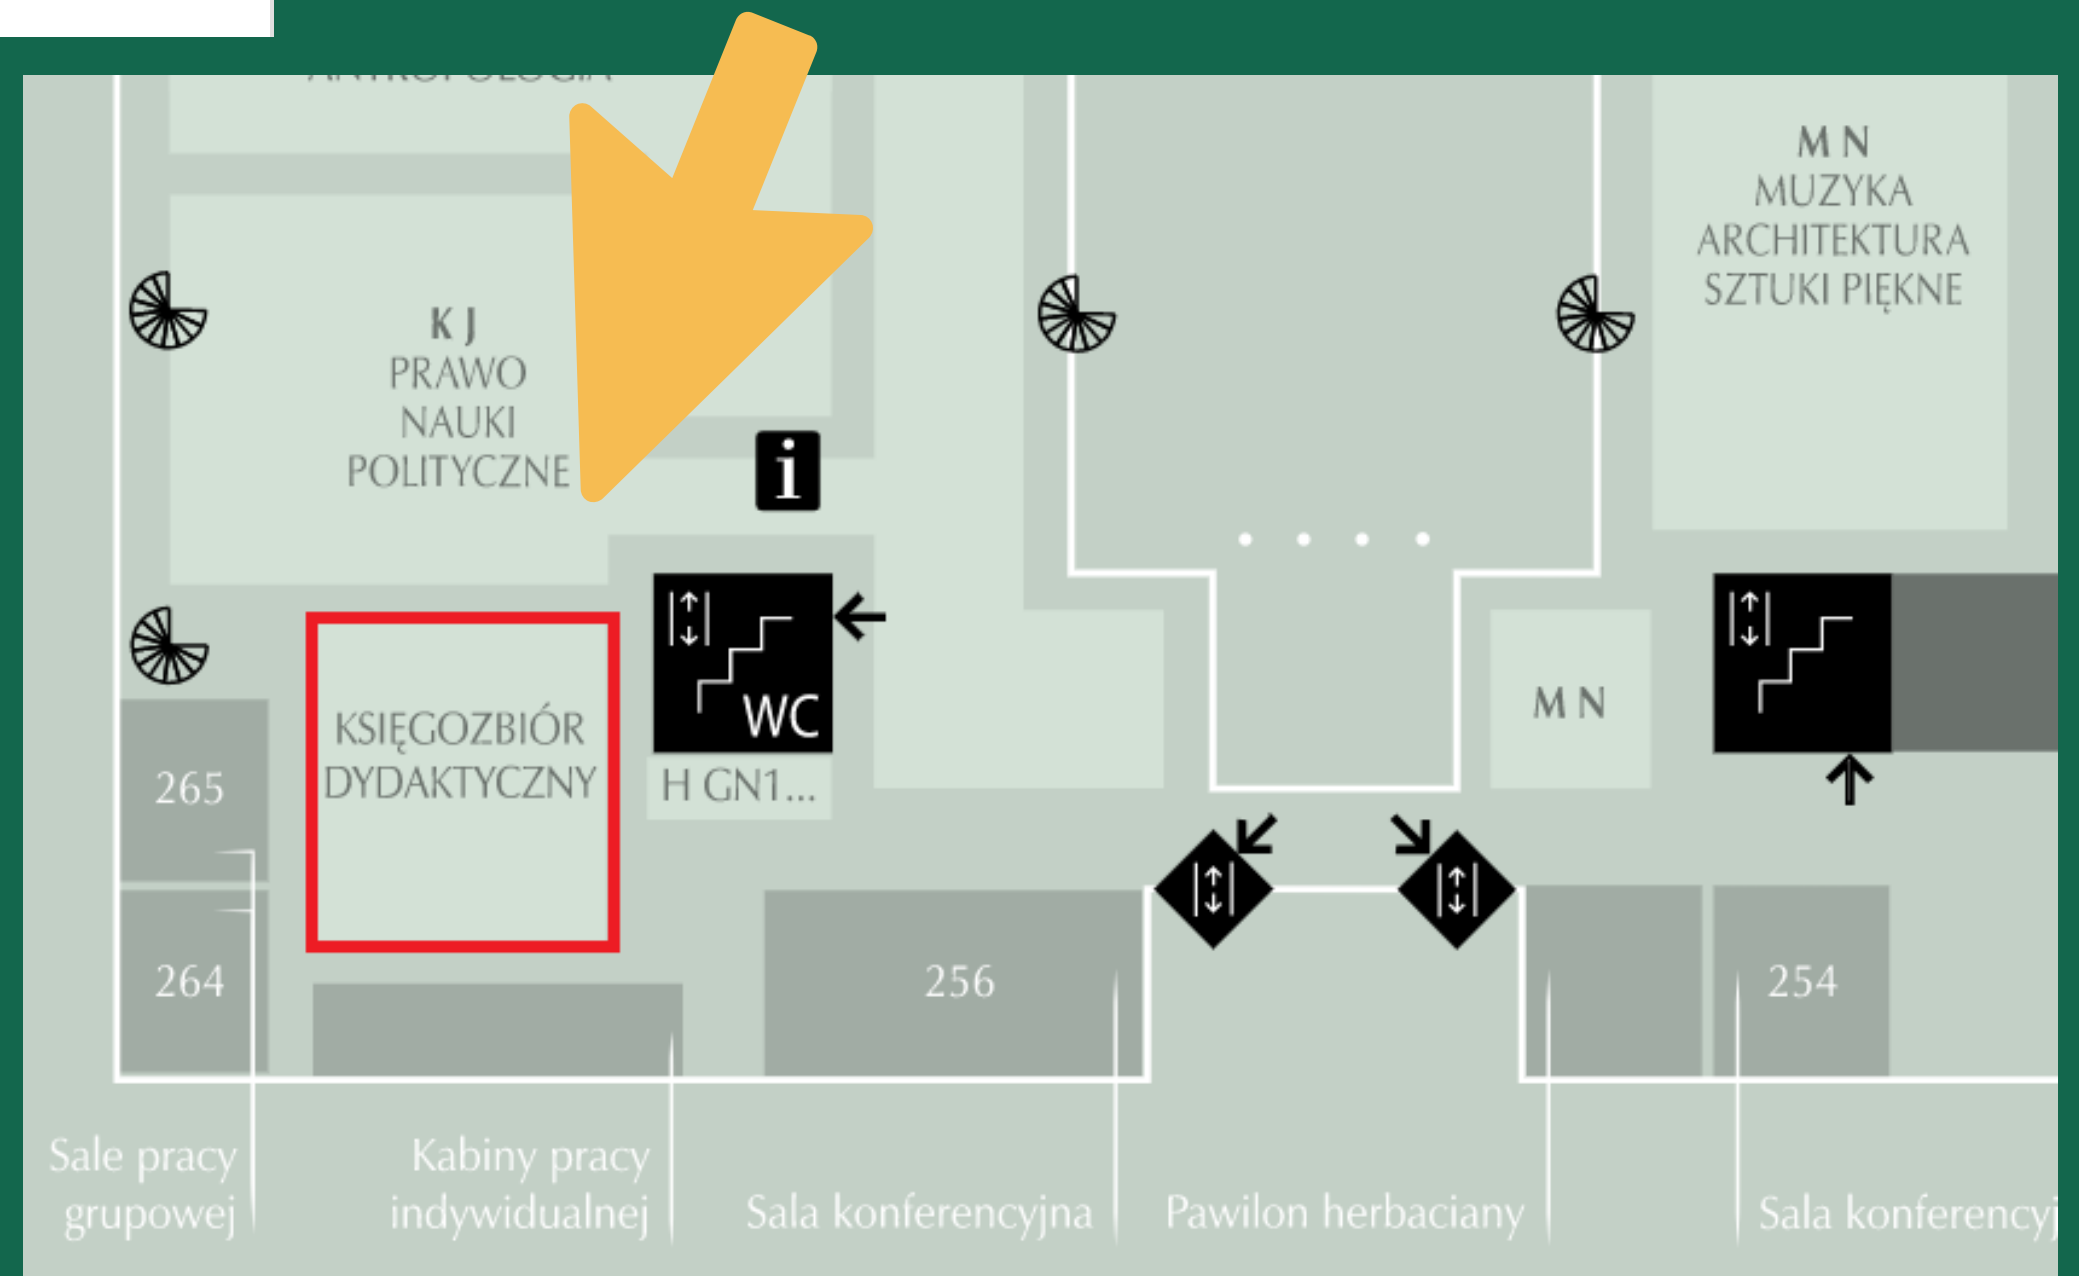 ANTROPOLOGIA
M N
MUZYKA
ARCHITEKTURA
SZTUKI PIĘKNE
K J
PRAWO
NAUKI
POLITYCZNE
i
KSIĘGOZBIÓR
DYDAKTYCZNY
WC
H GN1...
M N
265
264
256
254
Sale pracy
grupowej
Kabiny pracy
indywidualnej
Sala konferencyjna
Pawilon herbaciany
Sala konferencyj